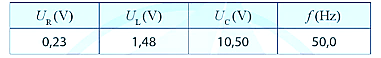 U_R (V) U_L (V) U_C (V) f (Hz)
0,23 1,48 10,50 50,0